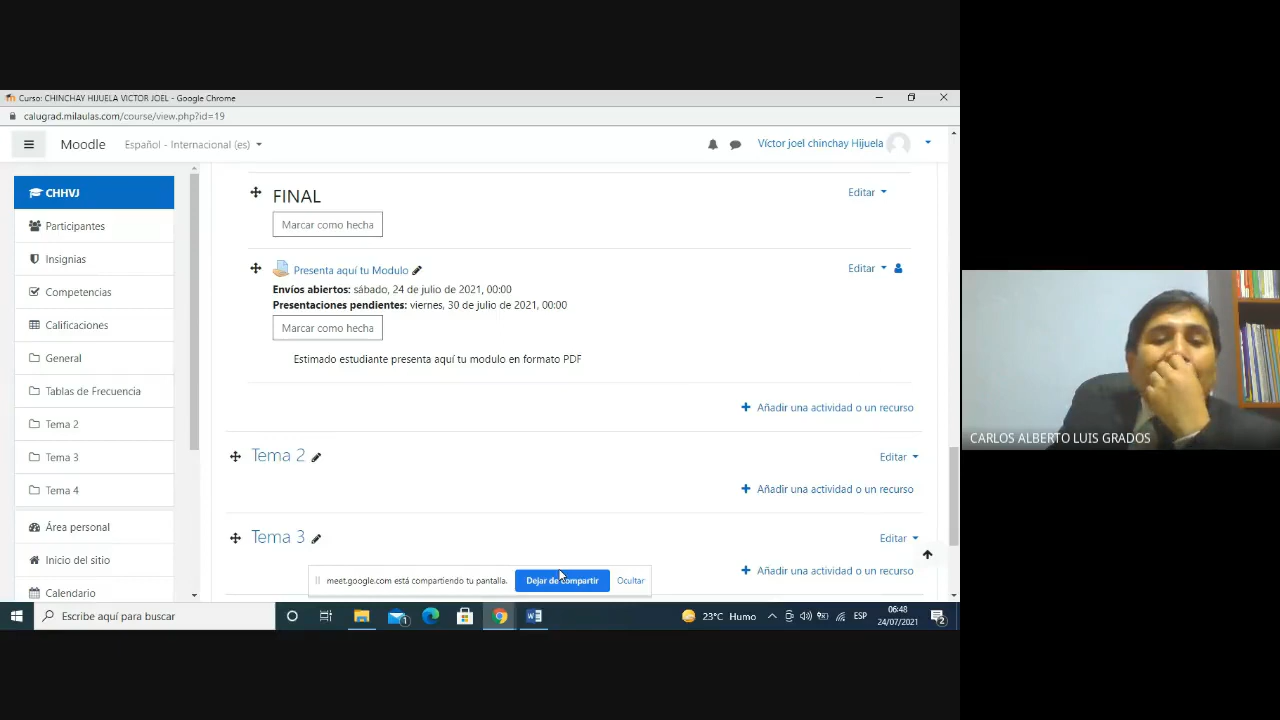 Curso: CHINCHAY HIJUELA VICTOR JOEL - Google Chrome
calugrad.milaulas.com/course/view.php?id=19
Moodle
Español - Internacional (es)
Víctor joel chinchay Hijuela
CHHVJ
Participantes
Insignias
Competencias
Calificaciones
General
Tablas de Frecuencia
Tema 2
Tema 3
Tema 4
Área personal
Inicio del sitio
Calendario
FINAL
Editar
Marcar como hecha
Presenta aquí tu Modulo
Editar
Envíos abiertos: sábado, 24 de julio de 2021, 00:00
Presentaciones pendientes: viernes, 30 de julio de 2021, 00:00
Marcar como hecha
Estimado estudiante presenta aquí tu modulo en formato PDF
+ Añadir una actividad o un recurso
Tema 2
Editar
+ Añadir una actividad o un recurso
Tema 3
Editar
+ Añadir una actividad o un recurso
meet.google.com está compartiendo tu pantalla.
Dejar de compartir
Ocultar
CARLOS ALBERTO LUIS GRADOS
Escribe aquí para buscar
1
23°C Humo
ESP
06:48
24/07/2021
2